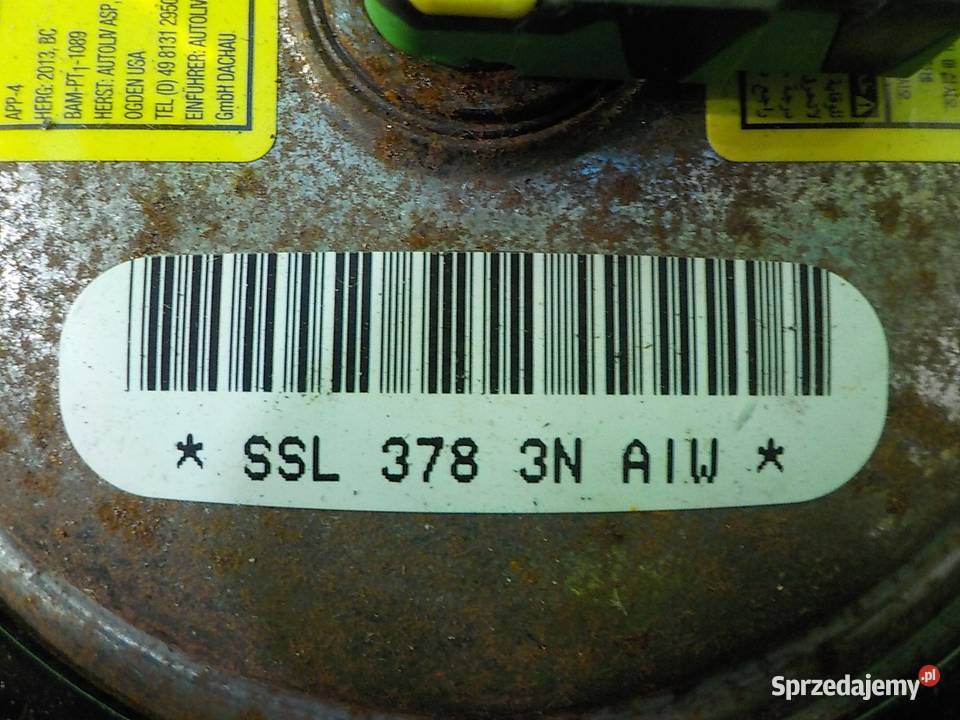 APP-4
HERG: 2013, BC
BAM-PT₁-1089
HERST: AUTOLIV ASP,
OGDEN USA
TEL (0) 49 8131 295
EINFÜHRER: AUTOLIV
GmbH DACHAU.
* SSL 378 3N AIW *
Sprzedajemy.pl